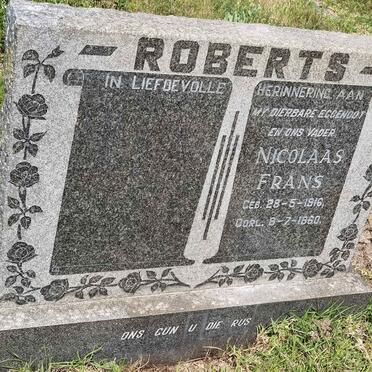 ROBERTS
IN LIEFDEVOLLE HERINNERING AAN
MY DIERBARE EGGENOOT
EN ONS VADER
NICOLAAS
FRANS
GEB. 28-5-1916,
OORL. 8-7-1960.
ONS GUN U DIE RUS